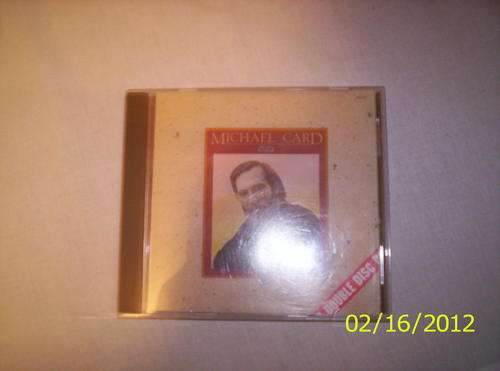 MICHAEL CARD
DOUBLE DISC
02/16/2012